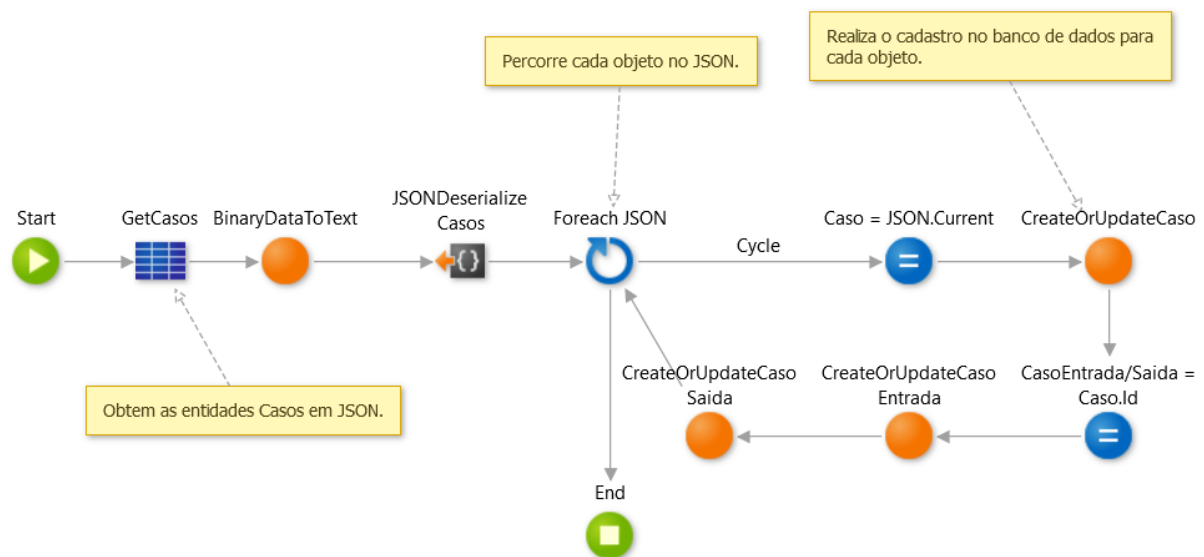 Realiza o cadastro no banco de dados para
cada objeto.
Percorre cada objeto no JSON.
Start
GetCasos
BinaryDataToText
JSONDeserialize
Casos
Foreach JSON
Cycle
Caso = JSON.Current
CreateOrUpdateCaso
Obtem as entidades Casos em JSON.
CreateOrUpdateCaso
Saida
CreateOrUpdateCaso
Entrada
CasoEntrada/Saida =
Caso.Id
End